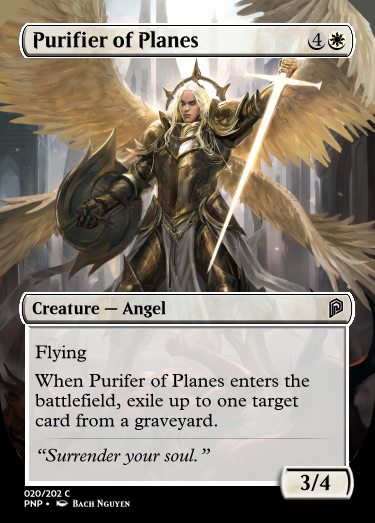 Purifier of Planes 4
Creature — Angel
Flying
When Purifer of Planes enters the
battlefield, exile up to one target
card from a graveyard.
“Surrender your soul.”
3/4
020/202 C
PNP • Bach Nguyen